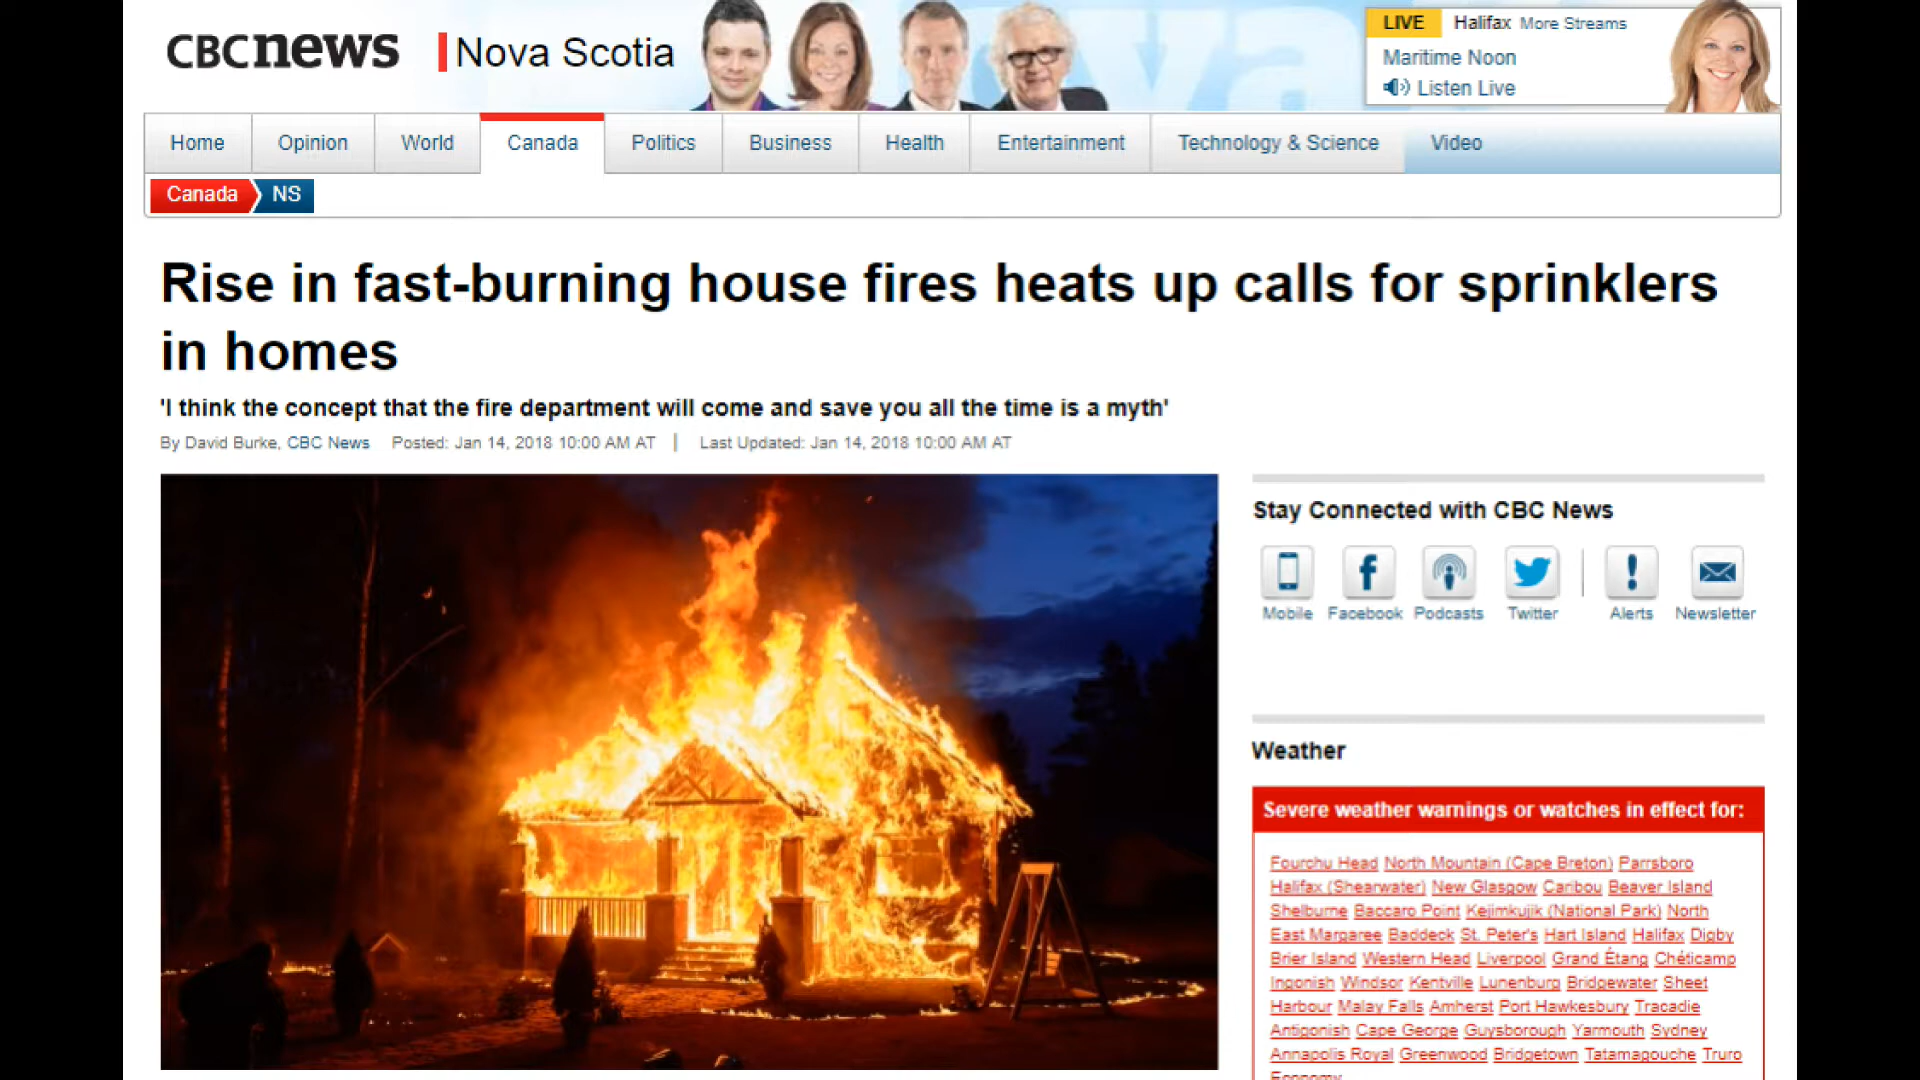 CBCnews | Nova Scotia
LIVE Halifax More Streams
Maritime Noon
Listen Live
Home Opinion World Canada Politics Business Health Entertainment Technology & Science Video
Canada NS
Rise in fast-burning house fires heats up calls for sprinklers
in homes
'I think the concept that the fire department will come and save you all the time is a myth'
By David Burke, CBC News Posted: Jan 14, 2018 10:00 AM AT | Last Updated: Jan 14, 2018 10:00 AM AT
Stay Connected with CBC News
Mobile Facebook Podcasts Twitter Alerts Newsletter
Weather
Severe weather warnings or watches in effect for:
Fourchu Head North Mountain (Cape Breton) Parrsboro
Halifax (Shearwater) New Glasgow Caribou Beaver Island
Shelburne Baccaro Point Kejimkujik (National Park) North
East Margaree Baddeck St. Peter's Hart Island Halifax Digby
Brier Island Western Head Liverpool Grand Étang Chéticamp
Ingonish Windsor Kentville Lunenburg Bridgewater Sheet
Harbour Malay Falls Amherst Port Hawkesbury Tracadie
Antigonish Cape George Guysborough Yarmouth Sydney
Annapolis Royal Greenwood Bridgetown Tatamagouche Truro
Economy